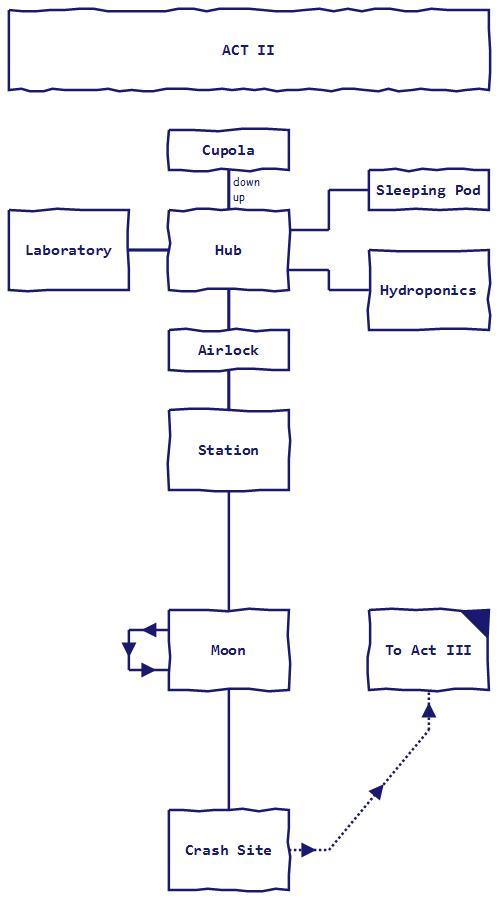 ACT II
Cupola
down
up
Sleeping Pod
Laboratory
Hub
Hydroponics
Airlock
Station
Moon
To Act III
Crash Site